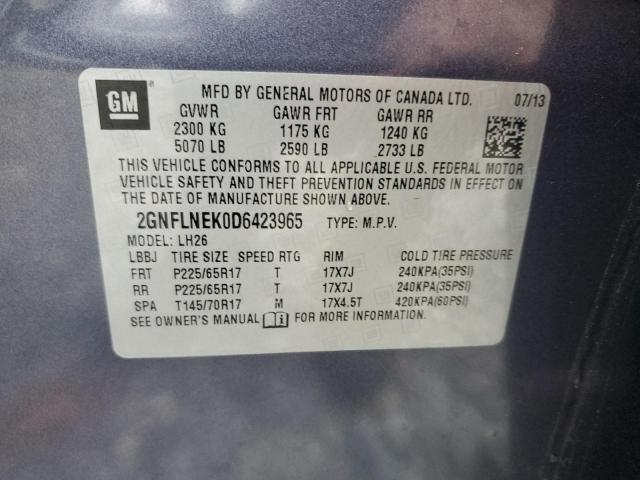 GM
MFD BY GENERAL MOTORS OF CANADA LTD. 07/13
GVWR GAWR FRT GAWR RR
2300 KG 1175 KG 1240 KG
5070 LB 2590 LB 2733 LB
THIS VEHICLE CONFORMS TO ALL APPLICABLE U.S. FEDERAL MOTOR
VEHICLE SAFETY AND THEFT PREVENTION STANDARDS IN EFFECT ON
THE DATE OF MANUFACTURE SHOWN ABOVE.
2GNFLNEK0D6423965 TYPE: M.P.V.
MODEL: LH26
LBBJ TIRE SIZE SPEED RTG RIM COLD TIRE PRESSURE
FRT P225/65R17 T 17X7J 240KPA(35PSI)
RR P225/65R17 T 17X7J 240KPA(35PSI)
SPA T145/70R17 M 17X4.5T 420KPA(60PSI)
SEE OWNER'S MANUAL FOR MORE INFORMATION.